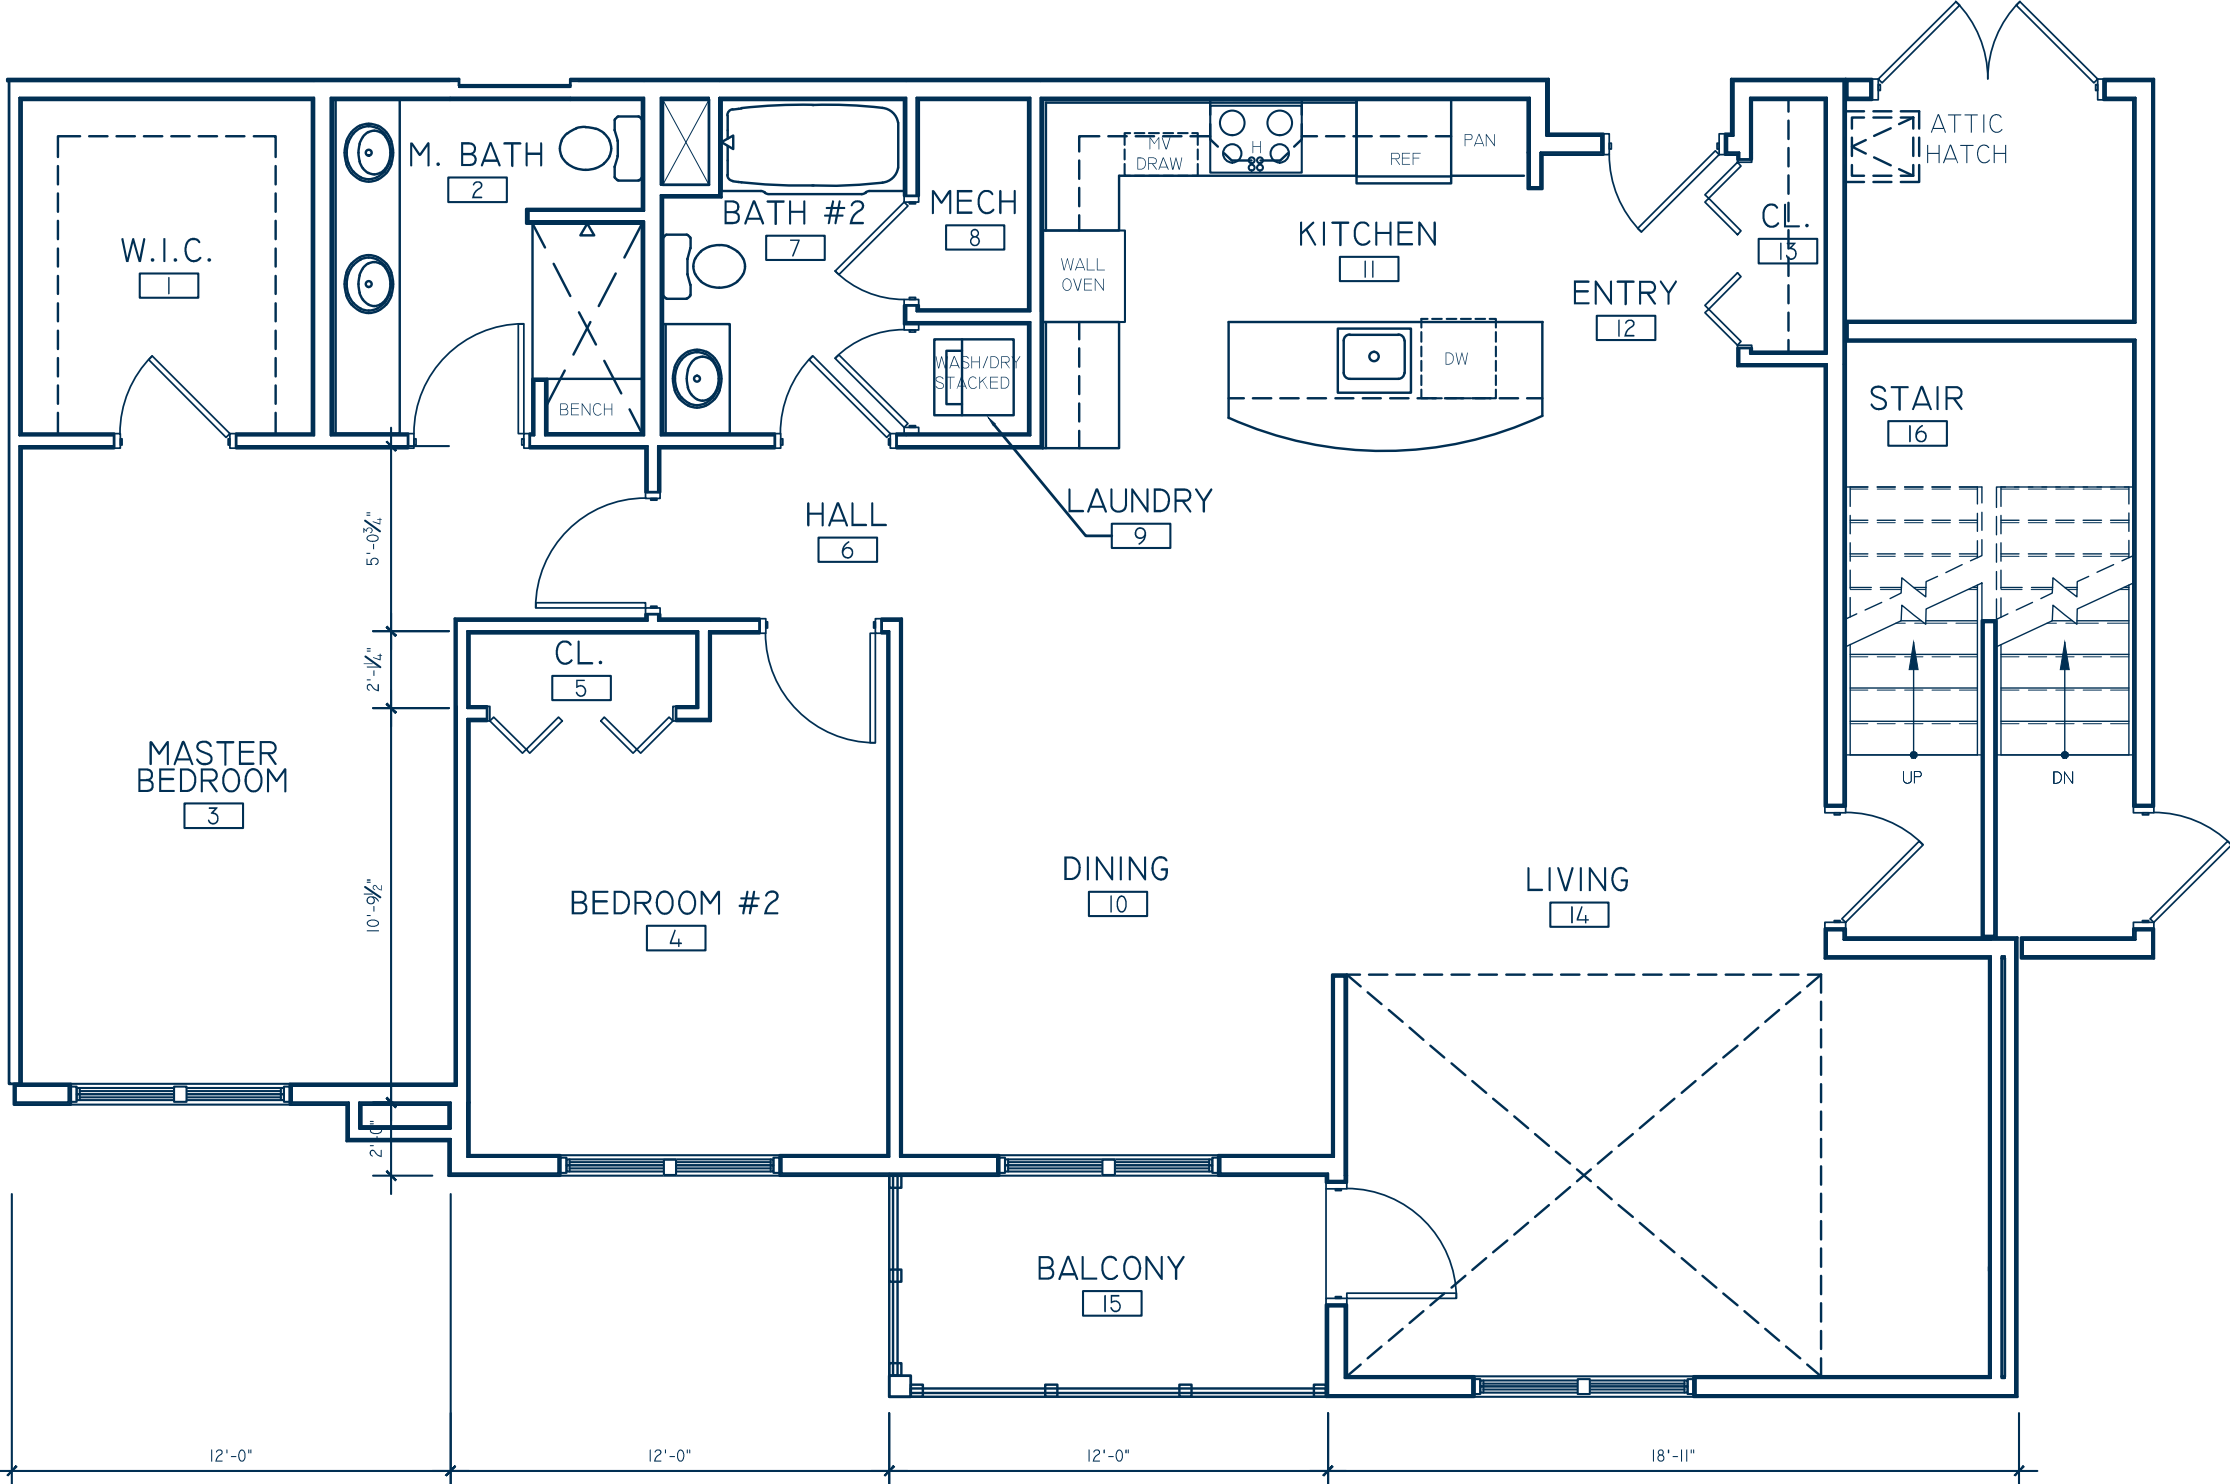 ATTIC
HATCH
M. BATH
2
MV
DRAW
H
REF
PAN
W.I.C.
1
BATH #2
7
MECH
8
KITCHEN
11
CL.
13
WALL
OVEN
ENTRY
12
WASH/DRY
STACKED
DW
BENCH
STAIR
16
HALL
6
LAUNDRY
9
5'-0¾"
CL.
5
2'-1¼"
MASTER
BEDROOM
3
UP
DN
BEDROOM #2
4
10'-9½"
DINING
10
LIVING
14
2'-0"
BALCONY
15
12'-0"
12'-0"
12'-0"
18'-11"